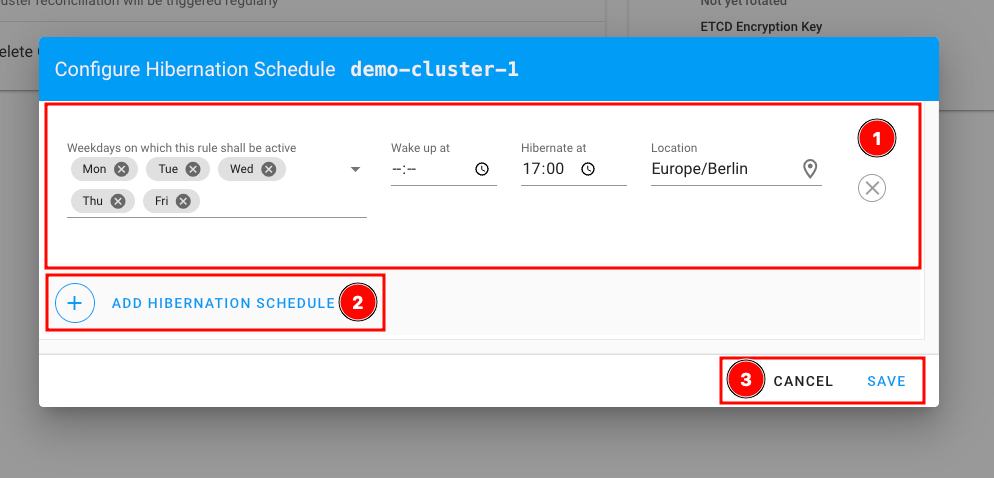 uster reconciliation will be triggered regularly
Not yet rotated
ETCD Encryption Key
elete
Configure Hibernation Schedule demo-cluster-1
1
Weekdays on which this rule shall be active
Wake up at
Hibernate at
Location
Mon Tue Wed
--:--
17:00
Europe/Berlin
Thu Fri
ADD HIBERNATION SCHEDULE 2
3 CANCEL SAVE